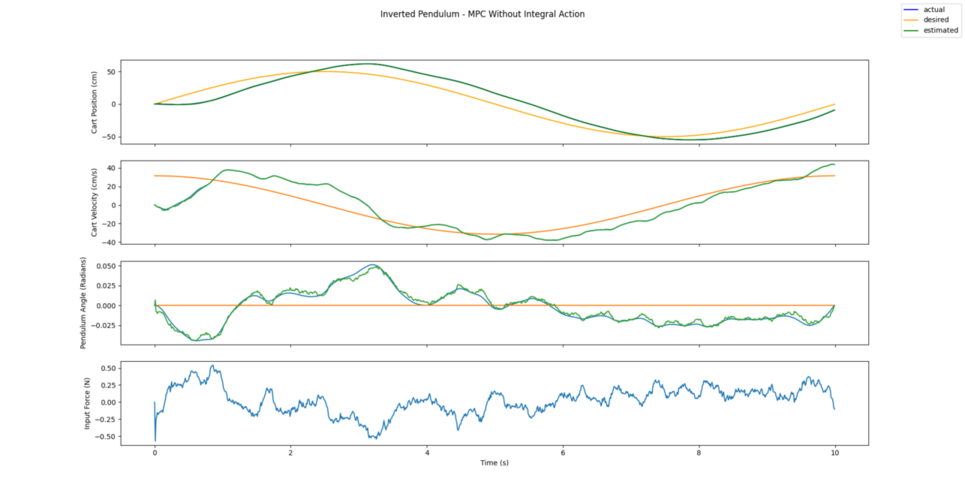 Inverted Pendulum - MPC Without Integral Action
actual
desired
estimated
Cart Position (cm)
50
0
−50
Cart Velocity (cm/s)
40
20
0
−20
−40
Pendulum Angle (Radians)
0.050
0.025
0.000
−0.025
Input Force (N)
0.50
0.25
0.00
−0.25
−0.50
0 2 4 6 8 10
Time (s)